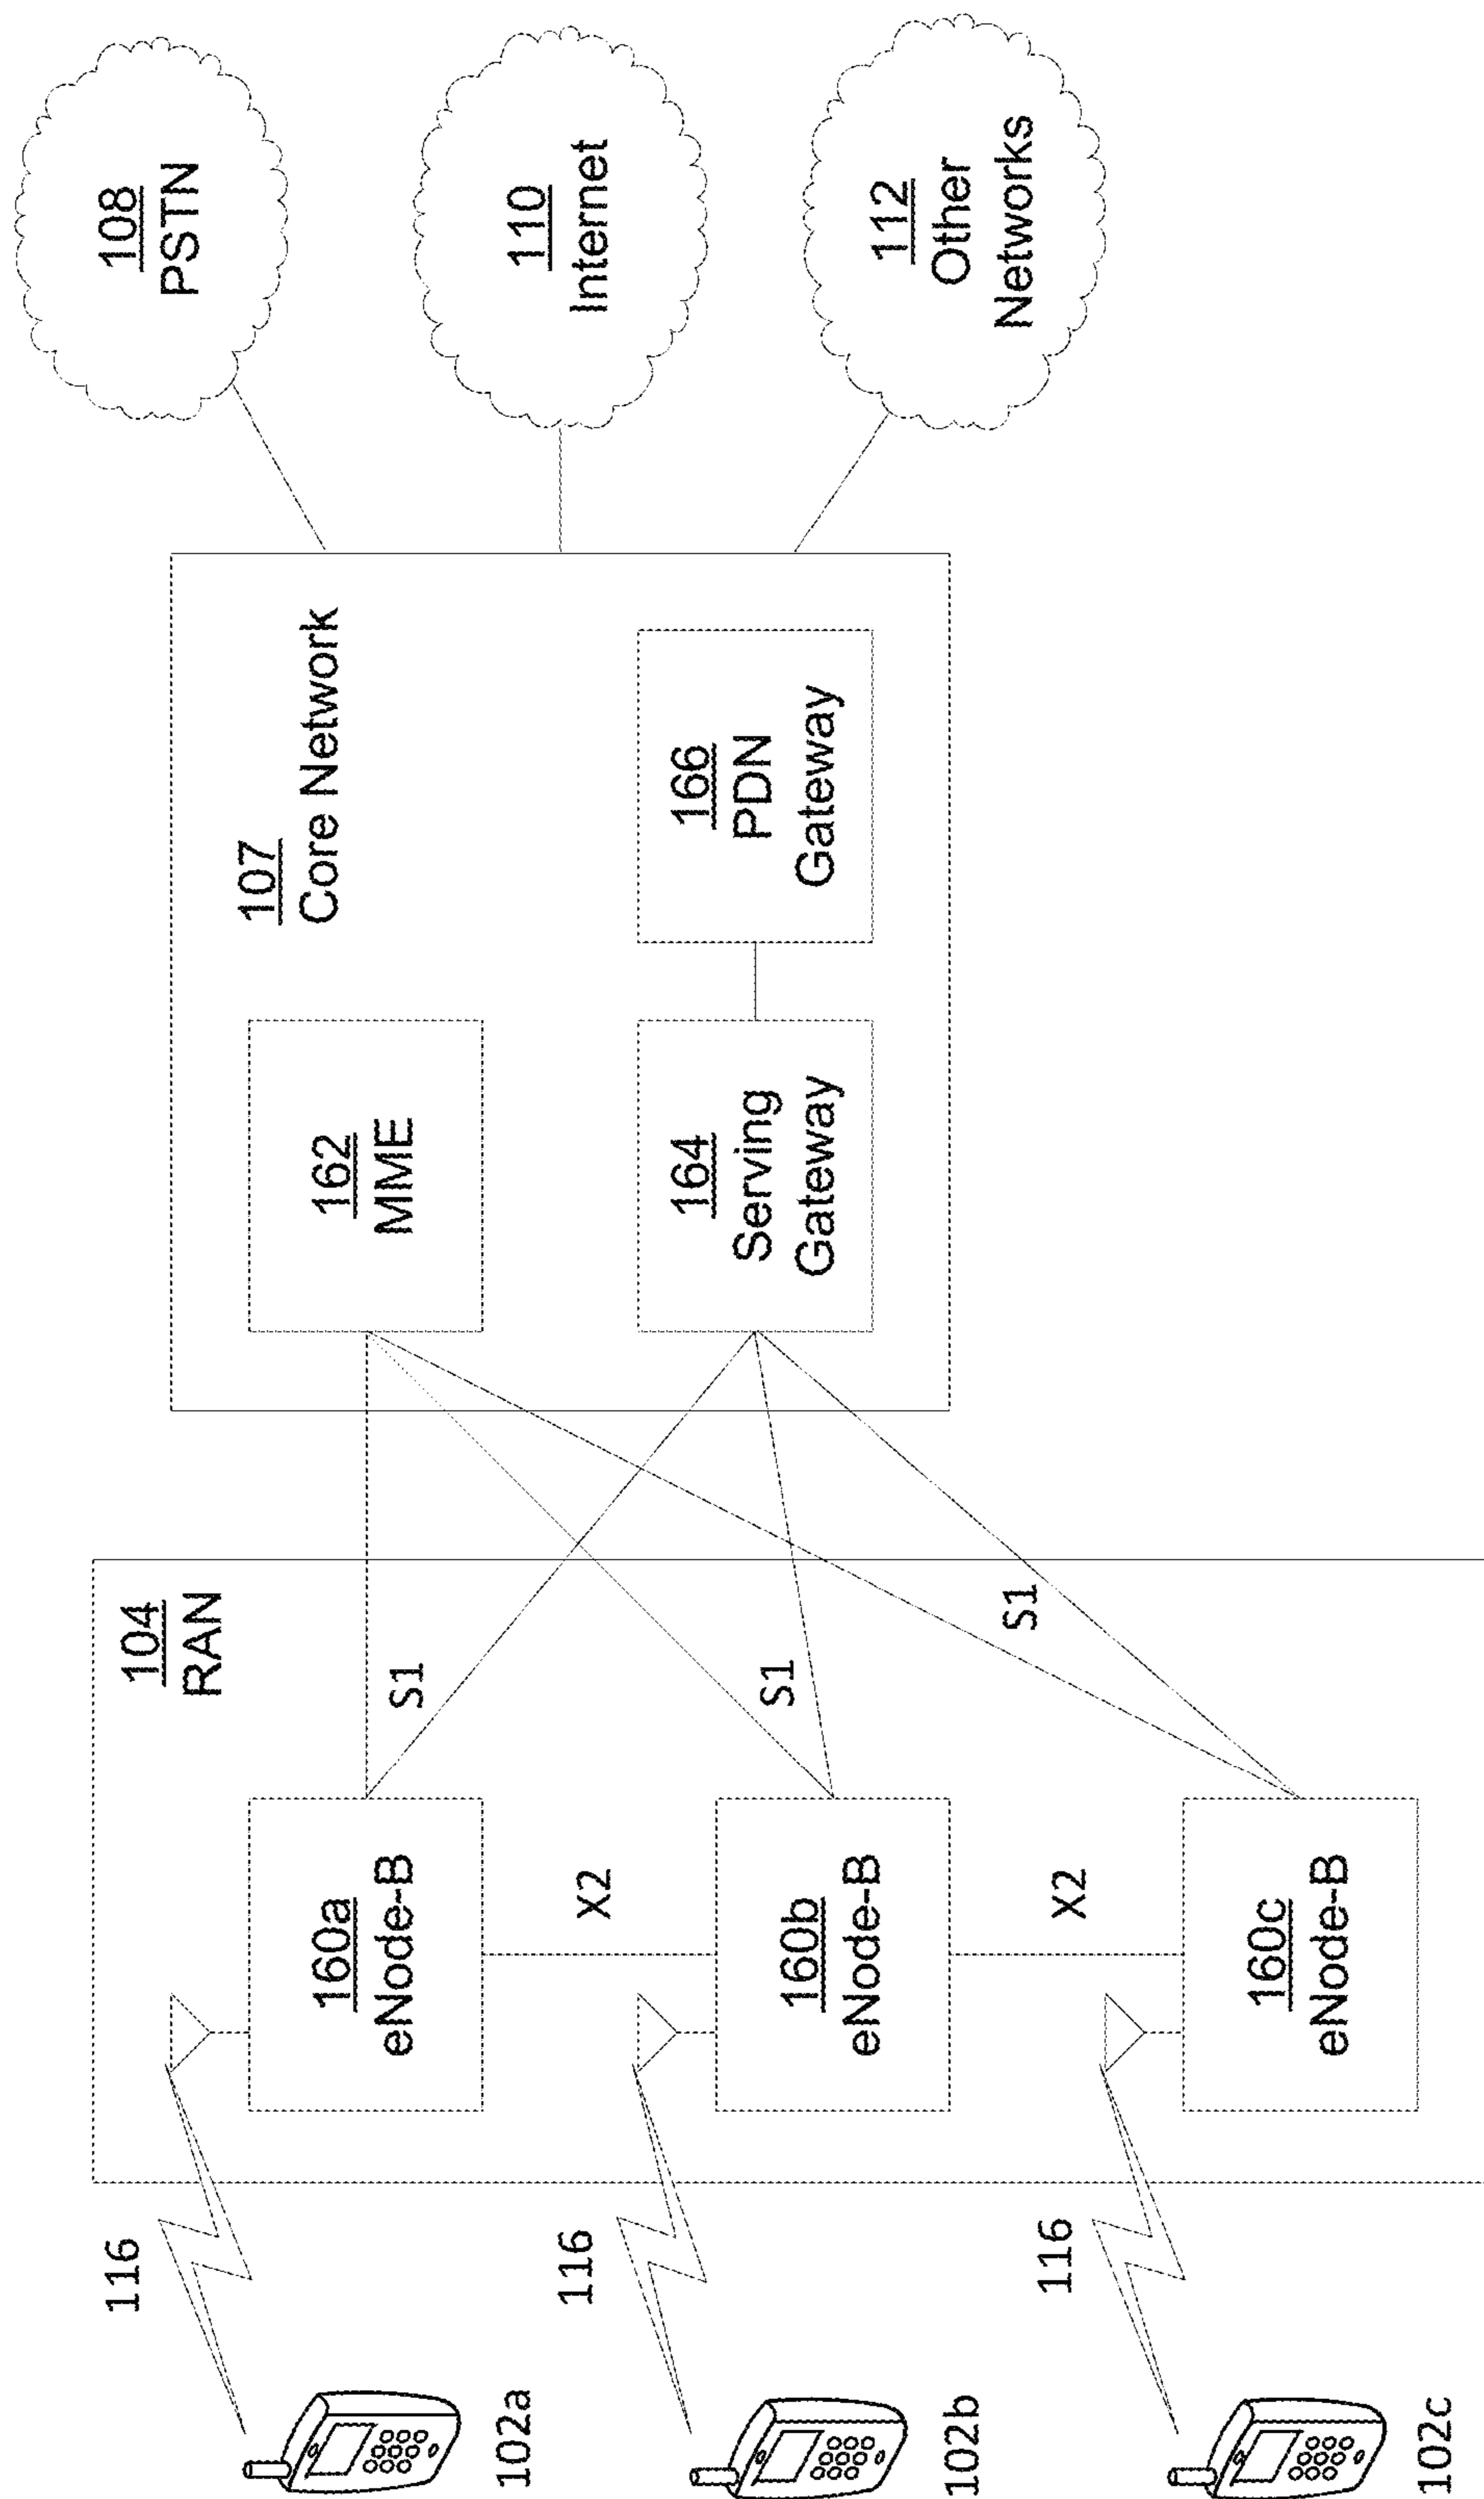 102a
116
104
RAN
160a
eNode-B
S1
X2
102b
116
160b
eNode-B
S1
X2
102c
116
160c
eNode-B
S1
107
Core Network
162
MME
164
Serving
Gateway
166
PDN
Gateway
108
PSTN
110
Internet
112
Other
Networks